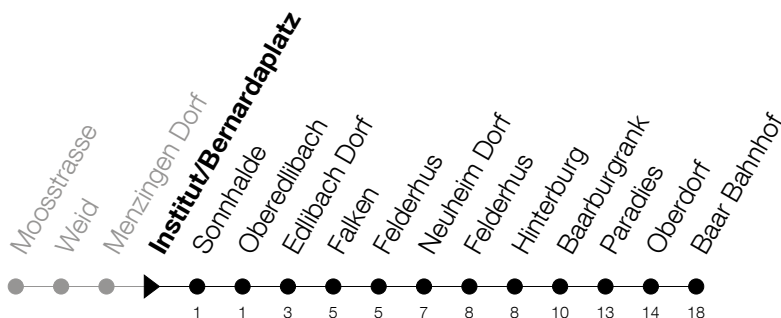 Moosstrasse
Weid
Menzingen Dorf
Institut/Bernardaplatz
Sonnhalde
Oberedlibach
Edlibach Dorf
Falken
Felderhus
Neuheim Dorf
Felderhus
Hinterburg
Baarburgrank
Paradies
Oberdorf
Baar Bahnhof
1 1 3 5 5 7 8 8 10 13 14 18